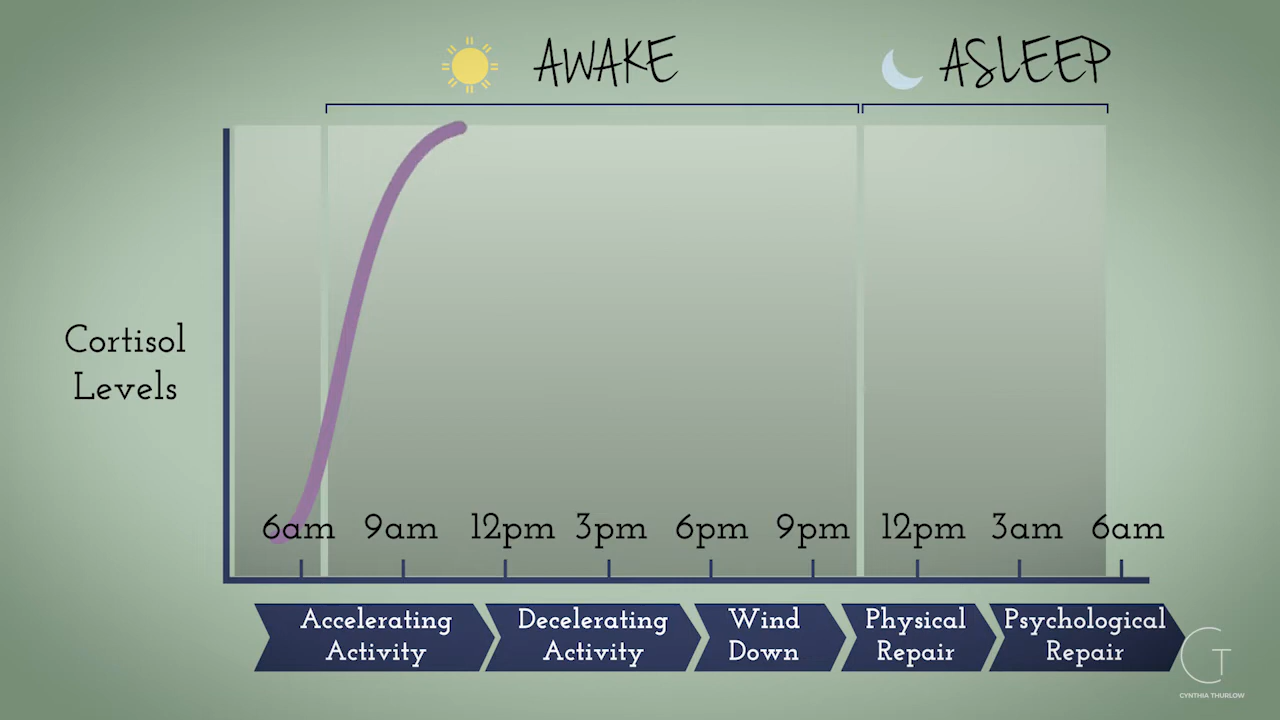 AWAKE
ASLEEP
Cortisol
Levels
6am 9am 12pm 3pm 6pm 9pm 12pm 3am 6am
Accelerating
Activity
Decelerating
Activity
Wind
Down
Physical
Repair
Psychological
Repair
CT
CYNTHIA THURLOW